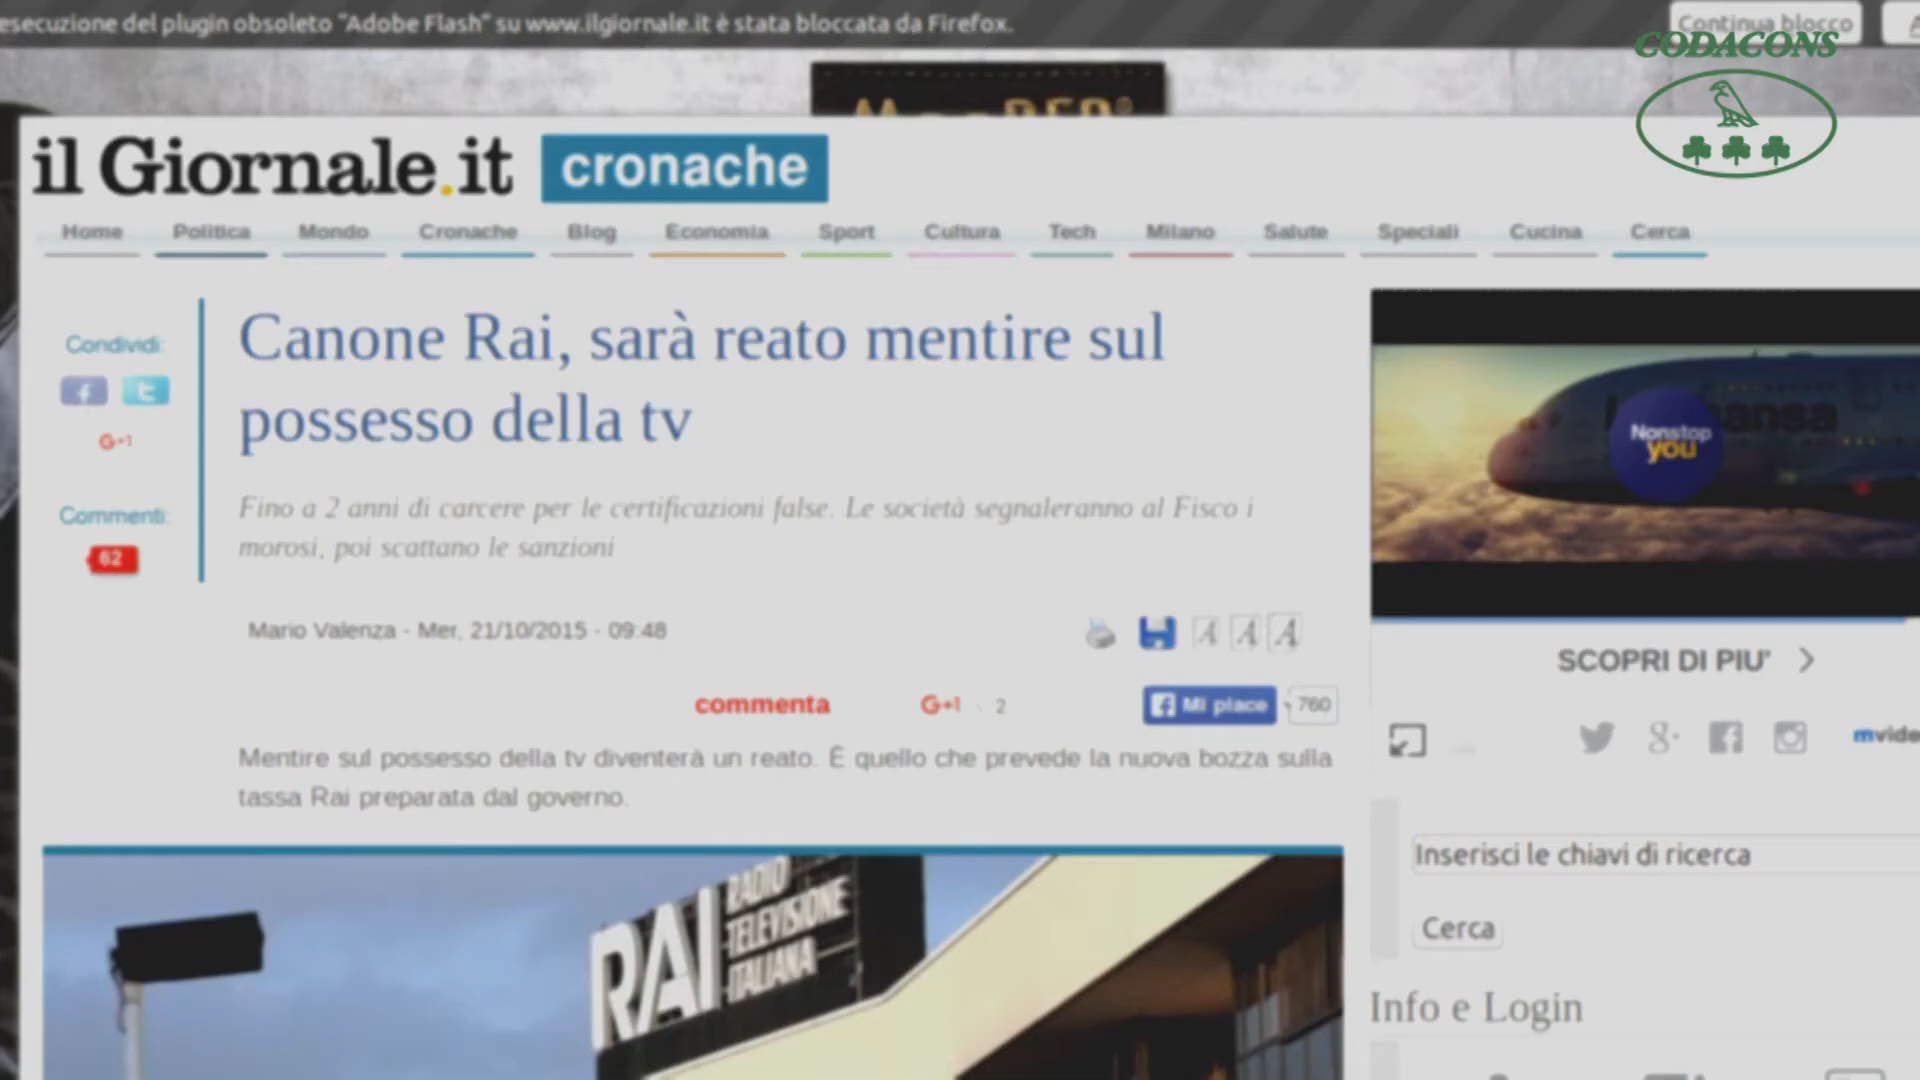 esecuzione del plugin obsoleto "Adobe Flash" su www.ilgiornale.it è stata bloccata da Firefox.
Continua blocco
CODACONS
il Giornale.it cronache
Home Politica Mondo Cronache Blog Economia Sport Cultura Tech Milano Salute Speciali Cucina Cerca
Condividi:
G+1
Commenti:
62
Canone Rai, sarà reato mentire sul
possesso della tv
Fino a 2 anni di carcere per le certificazioni false. Le società segnaleranno al Fisco i
morosi, poi scattano le sanzioni
Mario Valenza - Mer, 21/10/2015 - 09:48
A A A
commenta G+1 2 Mi piace 760
Mentire sul possesso della tv diventerà un reato. È quello che prevede la nuova bozza sulla
tassa Rai preparata dal governo.
RAI
RADIO
TELEVISIONE
ITALIANA
Nonstop
you
SCOPRI DI PIU'
mvide
Inserisci le chiavi di ricerca
Cerca
Info e Login